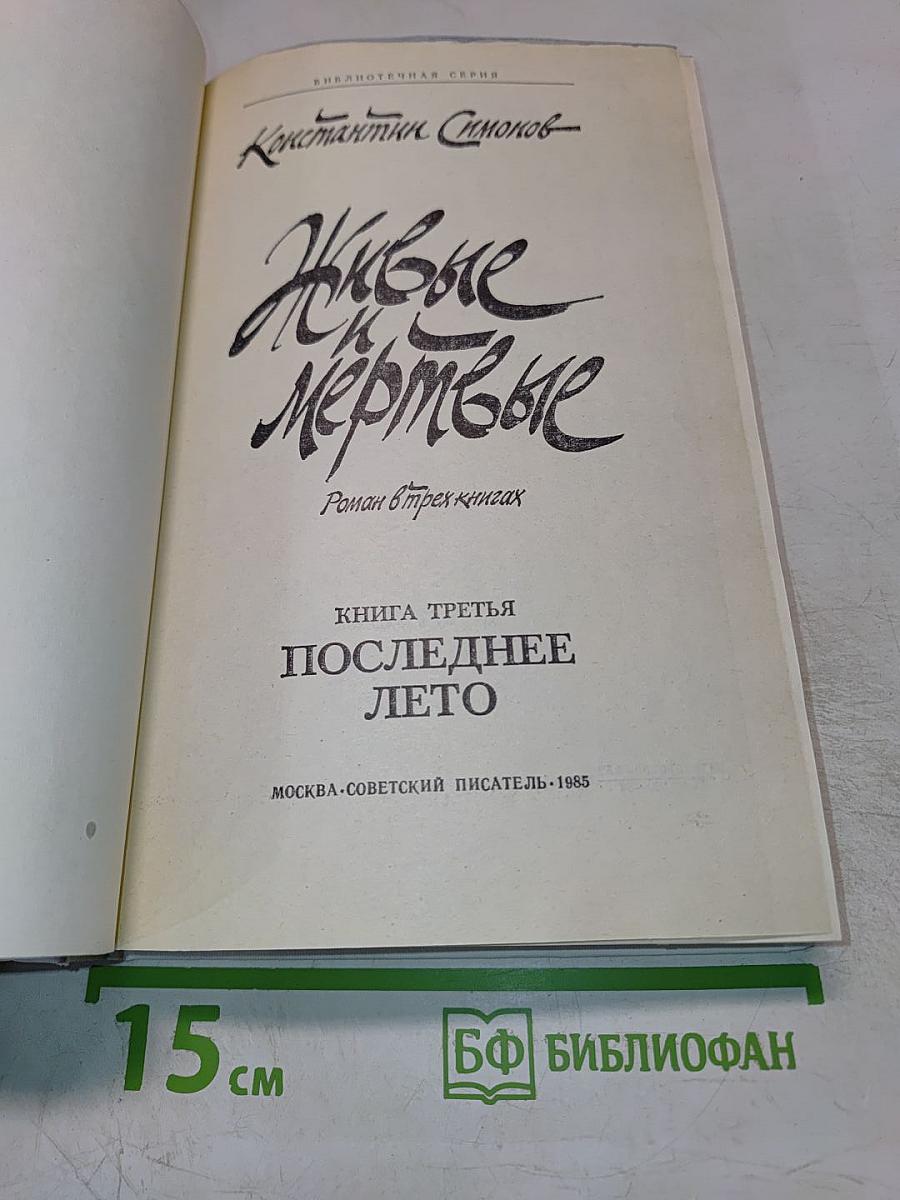 БИБЛИОТЕЧНАЯ СЕРИЯ
Константин Симонов
Живые
и
мертвые
Роман в трех книгах
КНИГА ТРЕТЬЯ
ПОСЛЕДНЕЕ
ЛЕТО
МОСКВА•СОВЕТСКИЙ ПИСАТЕЛЬ•1985
15 см
БФ БИБЛИОФАН